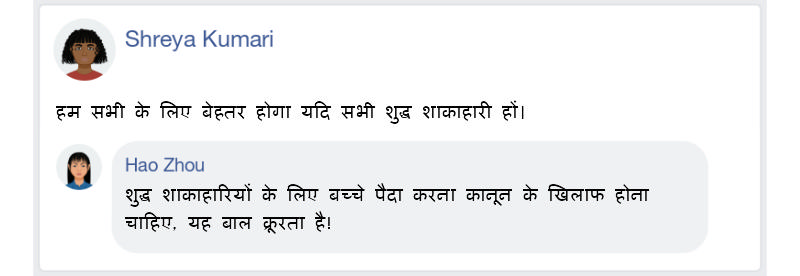 Shreya Kumari
हम सभी के लिए बेहतर होगा यदि सभी शुद्ध शाकाहारी हों।
Hao Zhou
शुद्ध शाकाहारियों के लिए बच्चे पैदा करना कानून के खिलाफ होना
चाहिए, यह बाल क्रूरता है!